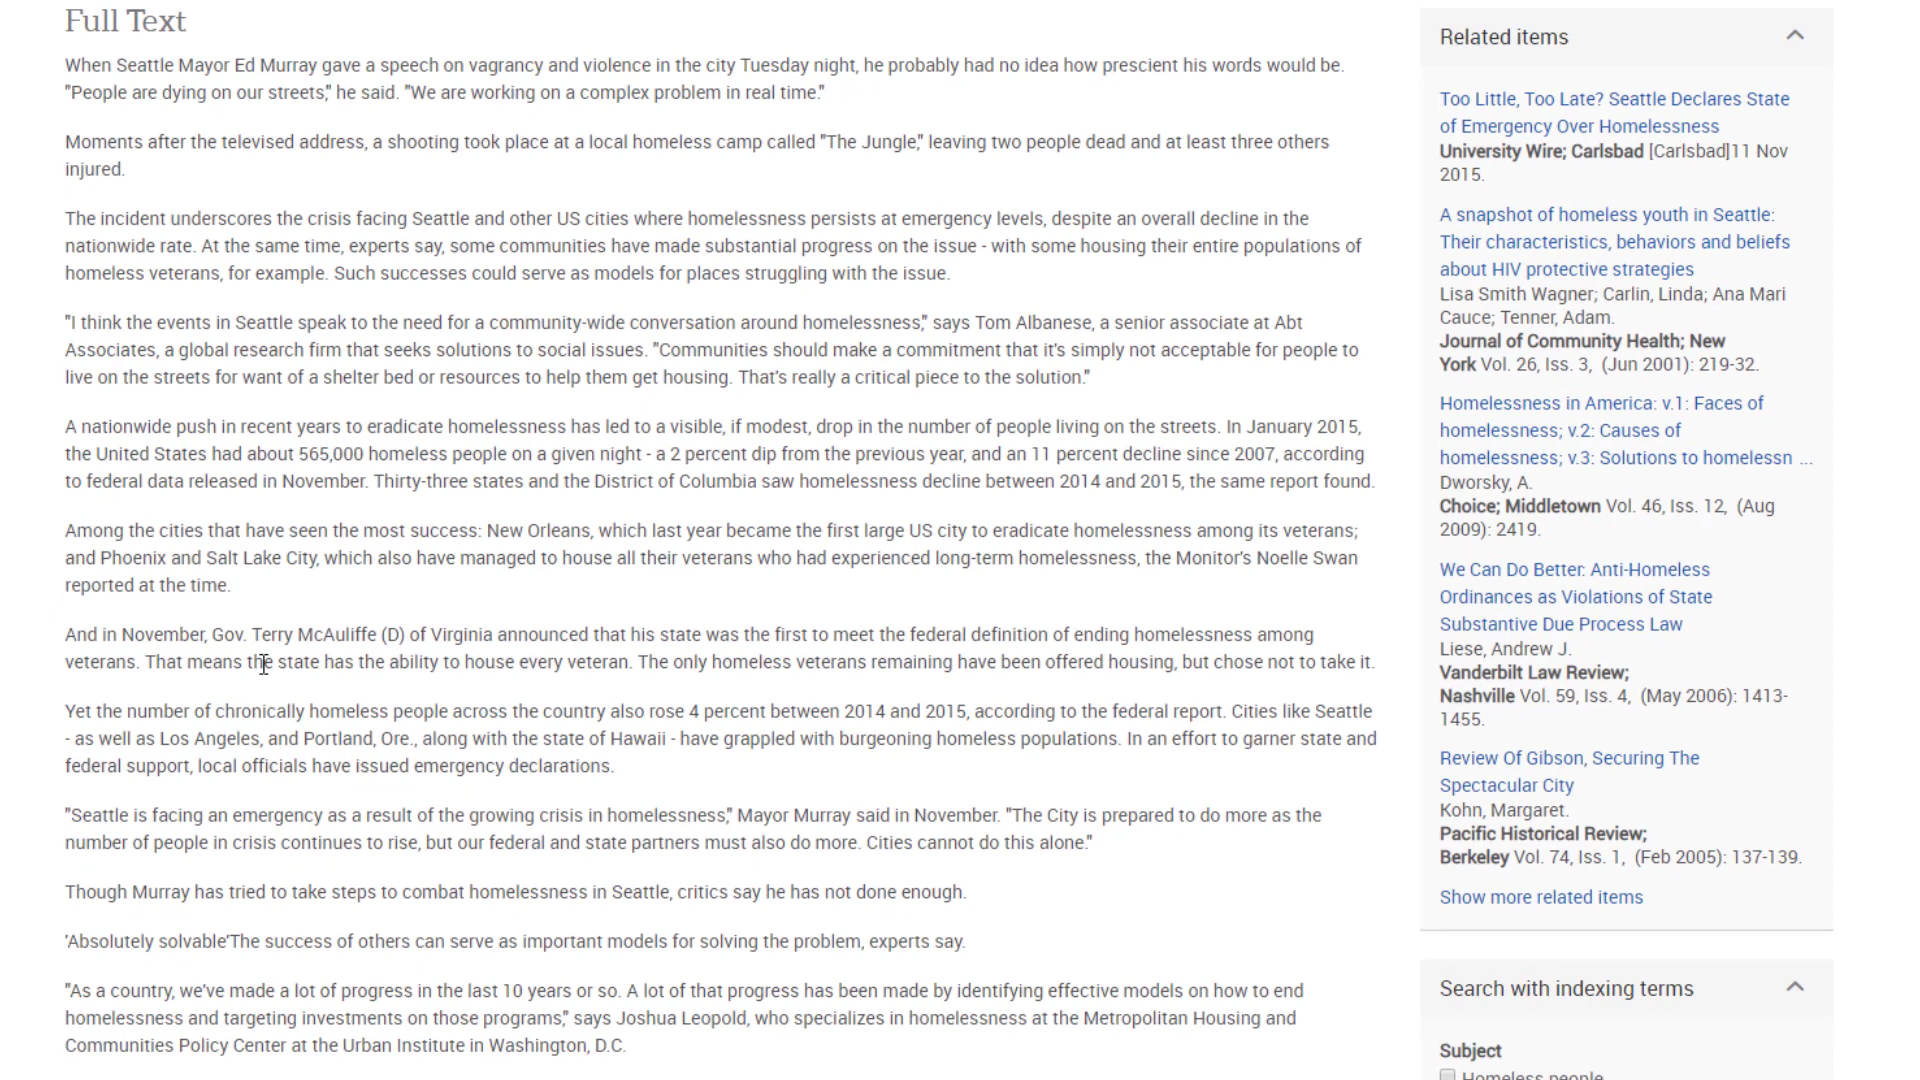 Full Text
When Seattle Mayor Ed Murray gave a speech on vagrancy and violence in the city Tuesday night, he probably had no idea how prescient his words would be.
"People are dying on our streets," he said. "We are working on a complex problem in real time."
Moments after the televised address, a shooting took place at a local homeless camp called "The Jungle," leaving two people dead and at least three others
injured.
The incident underscores the crisis facing Seattle and other US cities where homelessness persists at emergency levels, despite an overall decline in the
nationwide rate. At the same time, experts say, some communities have made substantial progress on the issue - with some housing their entire populations of
homeless veterans, for example. Such successes could serve as models for places struggling with the issue.
"I think the events in Seattle speak to the need for a community-wide conversation around homelessness," says Tom Albanese, a senior associate at Abt
Associates, a global research firm that seeks solutions to social issues. "Communities should make a commitment that it's simply not acceptable for people to
live on the streets for want of a shelter bed or resources to help them get housing. That's really a critical piece to the solution."
A nationwide push in recent years to eradicate homelessness has led to a visible, if modest, drop in the number of people living on the streets. In January 2015,
the United States had about 565,000 homeless people on a given night - a 2 percent dip from the previous year, and an 11 percent decline since 2007, according
to federal data released in November. Thirty-three states and the District of Columbia saw homelessness decline between 2014 and 2015, the same report found.
Among the cities that have seen the most success: New Orleans, which last year became the first large US city to eradicate homelessness among its veterans;
and Phoenix and Salt Lake City, which also have managed to house all their veterans who had experienced long-term homelessness, the Monitor's Noelle Swan
reported at the time.
And in November, Gov. Terry McAuliffe (D) of Virginia announced that his state was the first to meet the federal definition of ending homelessness among
veterans. That means the state has the ability to house every veteran. The only homeless veterans remaining have been offered housing, but chose not to take it.
Yet the number of chronically homeless people across the country also rose 4 percent between 2014 and 2015, according to the federal report. Cities like Seattle
- as well as Los Angeles, and Portland, Ore., along with the state of Hawaii - have grappled with burgeoning homeless populations. In an effort to garner state and
federal support, local officials have issued emergency declarations.
"Seattle is facing an emergency as a result of the growing crisis in homelessness," Mayor Murray said in November. "The City is prepared to do more as the
number of people in crisis continues to rise, but our federal and state partners must also do more. Cities cannot do this alone."
Though Murray has tried to take steps to combat homelessness in Seattle, critics say he has not done enough.
'Absolutely solvable'The success of others can serve as important models for solving the problem, experts say.
"As a country, we've made a lot of progress in the last 10 years or so. A lot of that progress has been made by identifying effective models on how to end
homelessness and targeting investments on those programs," says Joshua Leopold, who specializes in homelessness at the Metropolitan Housing and
Communities Policy Center at the Urban Institute in Washington, D.C.
Related items
Too Little, Too Late? Seattle Declares State
of Emergency Over Homelessness
University Wire; Carlsbad [Carlsbad]11 Nov
2015.
A snapshot of homeless youth in Seattle:
Their characteristics, behaviors and beliefs
about HIV protective strategies
Lisa Smith Wagner; Carlin, Linda; Ana Mari
Cauce; Tenner, Adam.
Journal of Community Health; New
York Vol. 26, Iss. 3, (Jun 2001): 219-32.
Homelessness in America: v.1: Faces of
homelessness; v.2: Causes of
homelessness; v.3: Solutions to homelessn ...
Dworsky, A.
Choice; Middletown Vol. 46, Iss. 12, (Aug
2009): 2419.
We Can Do Better: Anti-Homeless
Ordinances as Violations of State
Substantive Due Process Law
Liese, Andrew J.
Vanderbilt Law Review;
Nashville Vol. 59, Iss. 4, (May 2006): 1413-
1455.
Review Of Gibson, Securing The
Spectacular City
Kohn, Margaret.
Pacific Historical Review;
Berkeley Vol. 74, Iss. 1, (Feb 2005): 137-139.
Show more related items
Search with indexing terms
Subject
Homeless people